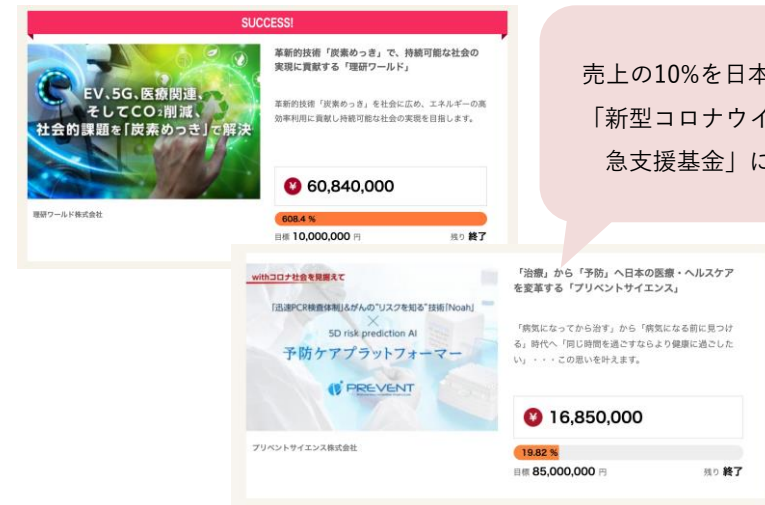 SUCCESS!
EV、5G、医療関連、
そしてCO₂削減、
社会的課題を「炭素めっき」で解決
理研ワールド株式会社
革新的技術「炭素めっき」で、持続可能な社会の
実現に貢献する「理研ワールド」
革新的技術「炭素めっき」を社会に広め、エネルギーの高
効率利用に貢献し持続可能な社会の実現を目指します。
¥ 60,840,000
608.4 %
目標 10,000,000 円 残り 終了
売上の10%を日本
「新型コロナウイ
急支援基金」に
withコロナ社会を見据えて
「迅速PCR検査体制」&がんの"リスクを知る"技術「Noah」
×
5D risk prediction AI
予防ケアプラットフォーマー
PREVENT
プリベントサイエンス株式会社
「治療」から「予防」へ日本の医療・ヘルスケア
を変革する「プリベントサイエンス」
「病気になってから治す」から「病気になる前に見つけ
る」時代へ「同じ時間を過ごすならより健康に過ごした
い」・・・この思いを叶えます。
¥ 16,850,000
19.82 %
目標 85,000,000 円 残り 終了